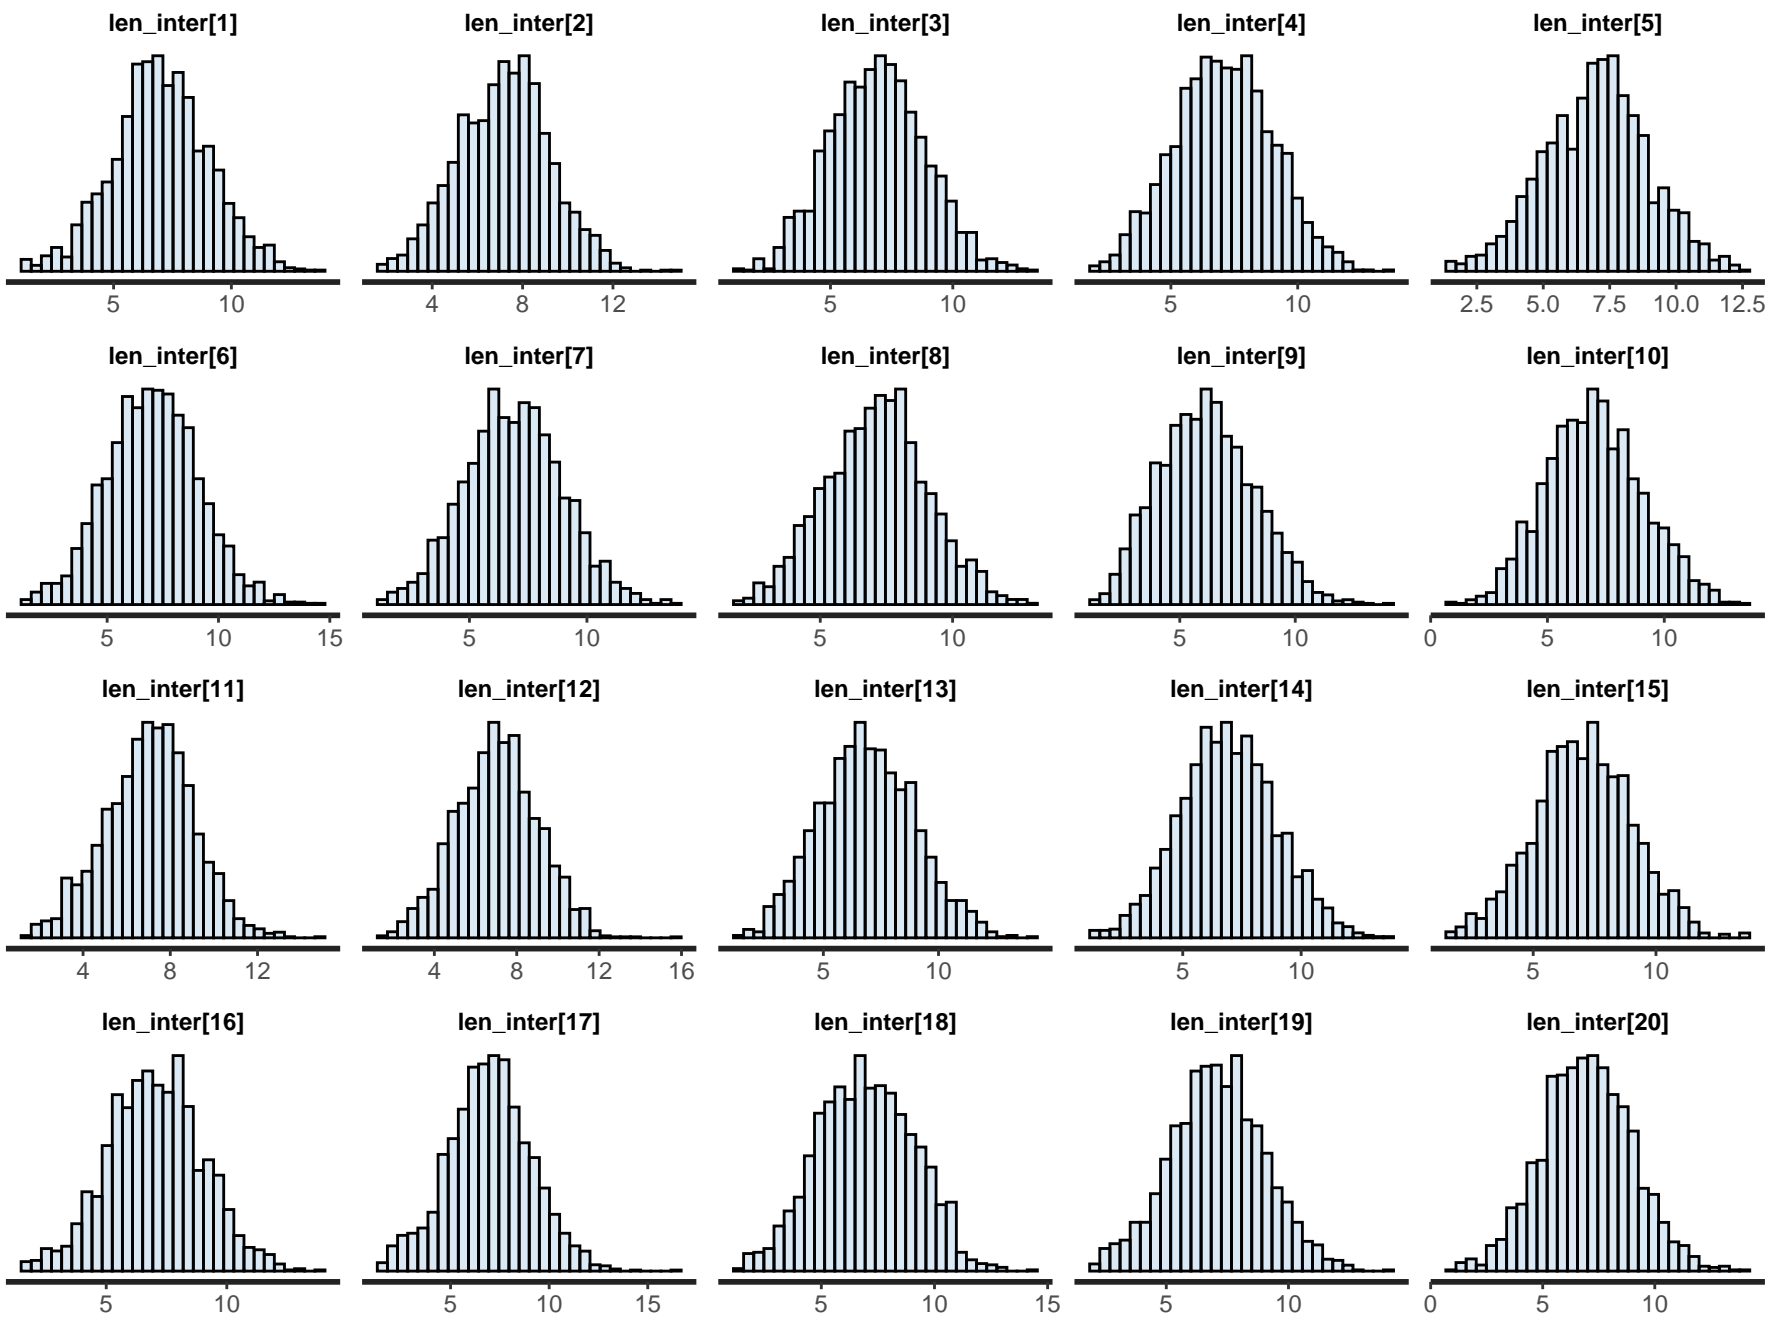 len_inter[1] len_inter[2] len_inter[3] len_inter[4] len_inter[5]
5 10 4 8 12 5 10 5 10 2.5 5.0 7.5 10.0 12.5
len_inter[6] len_inter[7] len_inter[8] len_inter[9] len_inter[10]
5 10 15 5 10 5 10 5 10 0 5 10
len_inter[11] len_inter[12] len_inter[13] len_inter[14] len_inter[15]
4 8 12 4 8 12 16 5 10 5 10 5 10
len_inter[16] len_inter[17] len_inter[18] len_inter[19] len_inter[20]
5 10 5 10 15 5 10 15 5 10 0 5 10